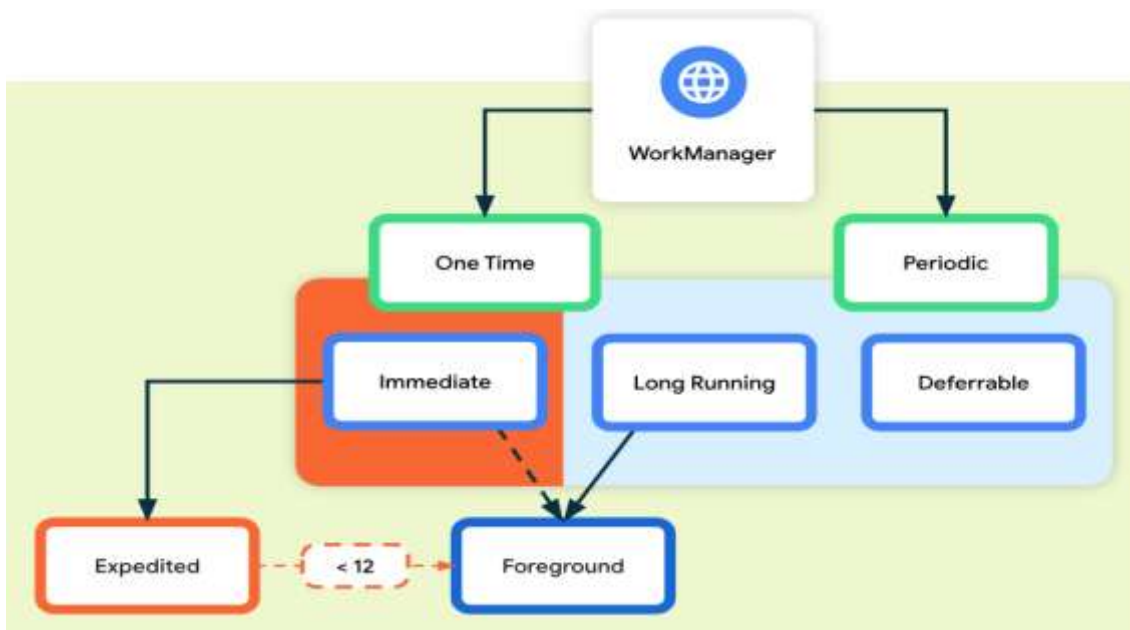 WorkManager
One Time
Periodic
Immediate
Long Running
Deferrable
Expedited
< 12
Foreground